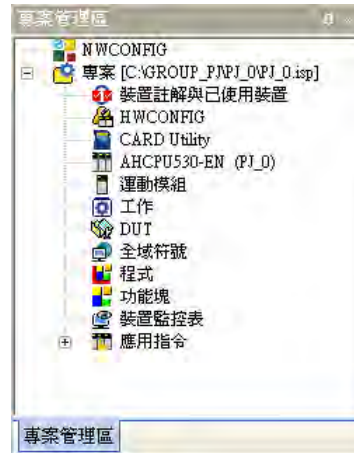 專案管理區
NWCONFIG
專案 [C:\GROUP_PJ\PJ_0\PJ_0.isp]
裝置註解與已使用裝置
HWCONFIG
CARD Utility
AHCPU530-EN (PJ_0)
運動模組
工作
DUT
全域符號
程式
功能塊
裝置監控表
應用指令
專案管理區